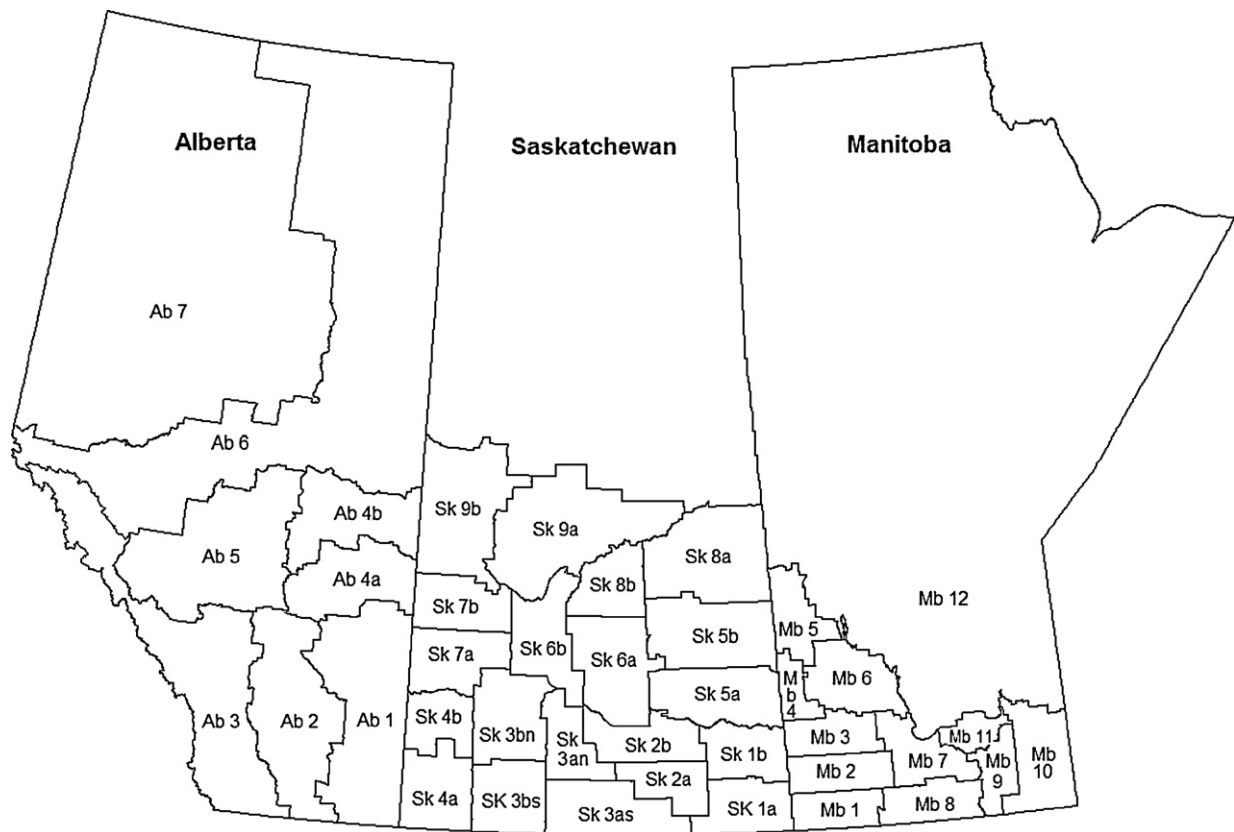 Alberta
Saskatchewan
Manitoba
Ab 7
Ab 6
Ab 4b
Sk 9b
Sk 9a
Ab 5
Sk 8a
Ab 4a
Sk 8b
Mb 12
Sk 7b
Mb 5
Sk 5b
Sk 6b
Sk 7a
Sk 6a
Mb 6
M
b
4
Sk 5a
Ab 3
Ab 2
Ab 1
Sk 4b
Sk 3bn
Sk
3an
Sk 2b
Sk 1b
Mb 3
Mb 11
Mb 7
Mb
9
Mb
10
Mb 2
Sk 2a
Sk 4a
SK 3bs
Sk 3as
SK 1a
Mb 1
Mb 8